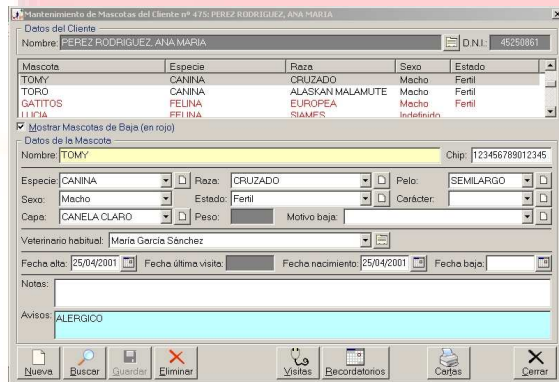 Mantenimiento de Mascotas del Cliente nº 475: PEREZ RODRIGUEZ, ANA MARIA
Datos del Cliente
Nombre: PEREZ RODRIGUEZ, ANA MARIA D.N.I.: 45250861
Mascota Especie Raza Sexo Estado
TOMY CANINA CRUZADO Macho Fertil
TORO CANINA ALASKAN MALAMUTE Macho Fertil
GATITOS FELINA EUROPEA Macho Fertil
LUCIA FELINA SIAMES Indefinido
Mostrar Mascotas de Baja (en rojo)
Datos de la Mascota
Nombre: TOMY Chip: 123456789012345
Especie: CANINA Raza: CRUZADO Pelo: SEMILARGO
Sexo: Macho Estado: Fertil Carácter:
Capa: CANELA CLARO Peso: Motivo baja:
Veterinario habitual: María García Sánchez
Fecha alta: 25/04/2001 Fecha última visita: Fecha nacimiento: 25/04/2001 Fecha baja:
Notas:
Avisos: ALERGICO
Nueva Buscar Guardar Eliminar Visitas Recordatorios Cartas Cerrar